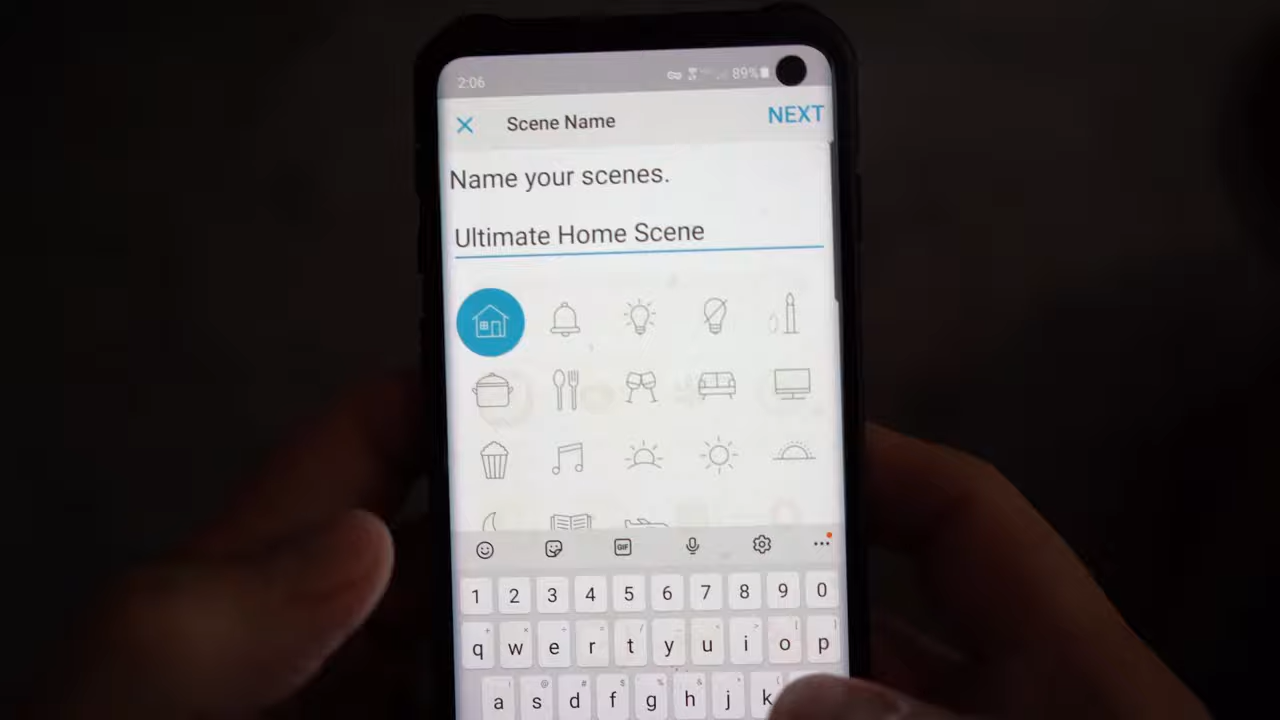 2:06 89%
Scene Name NEXT
Name your scenes.
Ultimate Home Scene
GIF
1 2 3 4 5 6 7 8 9 0
q w e r t y u i o p
a s d f g h j k